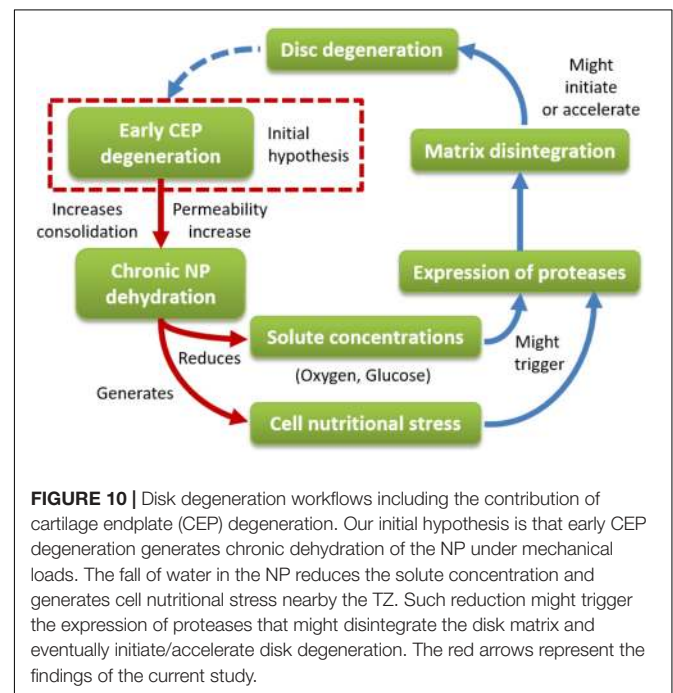 Disc degeneration
Might
initiate
or accelerate
Early CEP
degeneration
Initial
hypothesis
Matrix disintegration
Increases
consolidation
Permeability
increase
Chronic NP
dehydration
Expression of proteases
Solute concentrations
(Oxygen, Glucose)
Reduces
Might
trigger
Generates
Cell nutritional stress
FIGURE 10 | Disk degeneration workflows including the contribution of
cartilage endplate (CEP) degeneration. Our initial hypothesis is that early CEP
degeneration generates chronic dehydration of the NP under mechanical
loads. The fall of water in the NP reduces the solute concentration and
generates cell nutritional stress nearby the TZ. Such reduction might trigger
the expression of proteases that might disintegrate the disk matrix and
eventually initiate/accelerate disk degeneration. The red arrows represent the
findings of the current study.